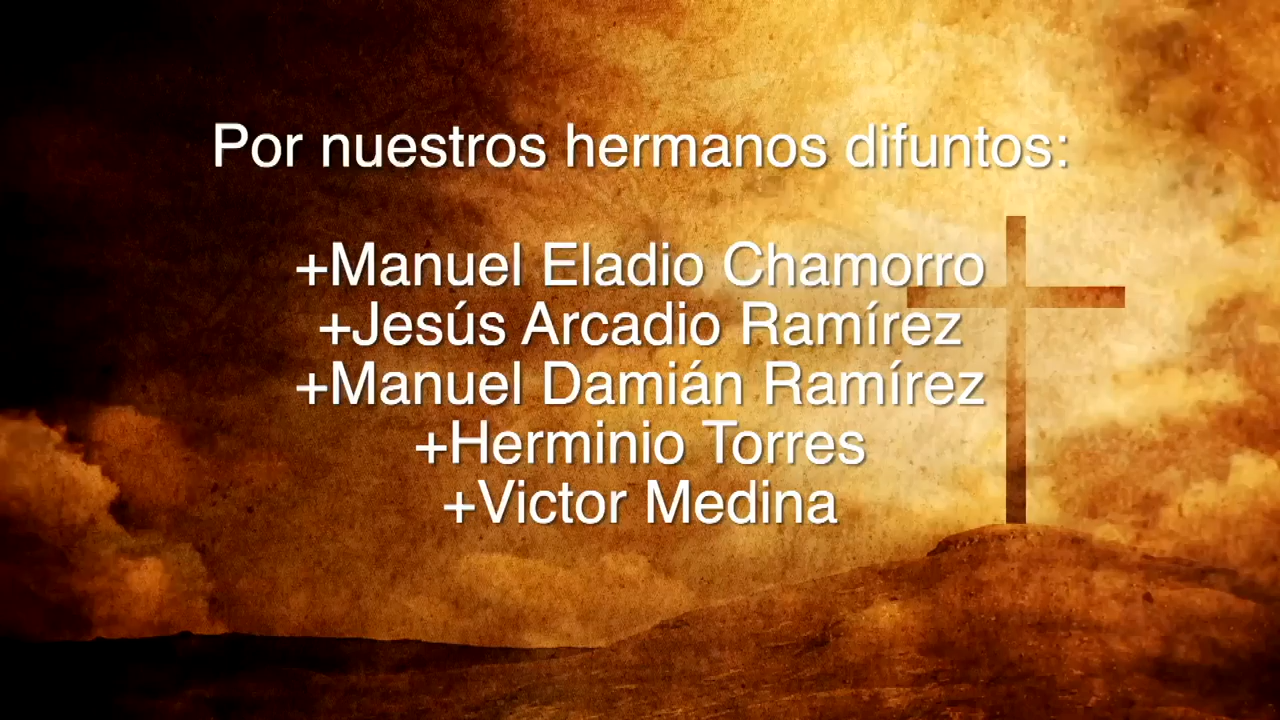 Por nuestros hermanos difuntos:
+Manuel Eladio Chamorro
+Jesús Arcadio Ramírez
+Manuel Damián Ramírez
+Herminio Torres
+Victor Medina